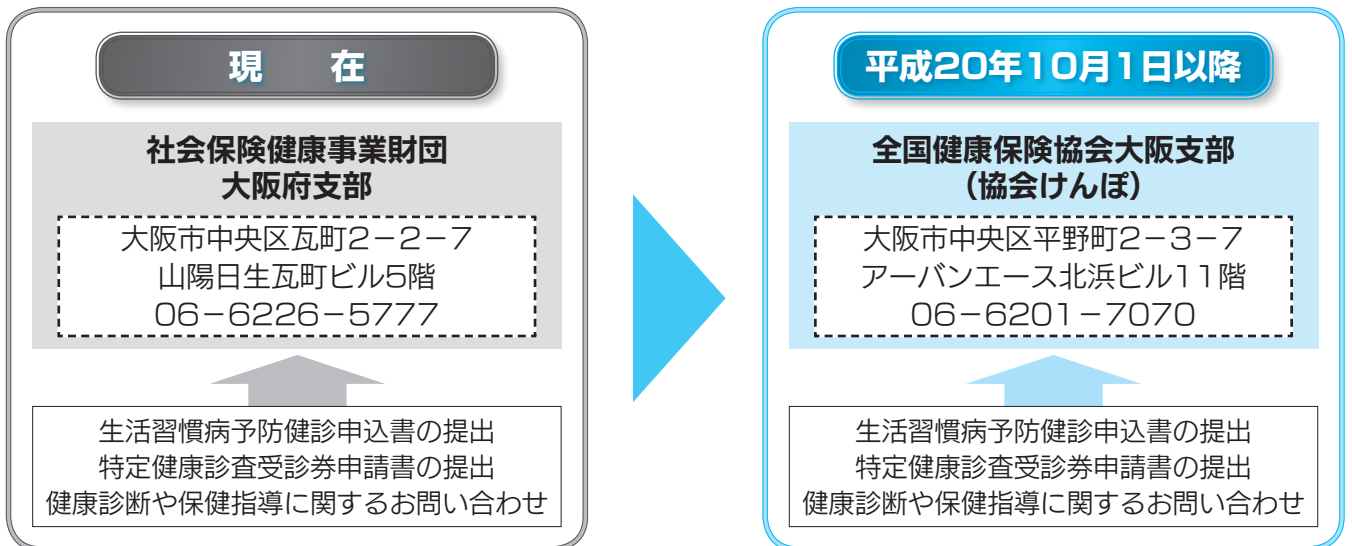 現 在
社会保険健康事業財団
大阪府支部
大阪市中央区瓦町2−2−7
山陽日生瓦町ビル5階
06−6226−5777
生活習慣病予防健診申込書の提出
特定健康診査受診券申請書の提出
健康診断や保健指導に関するお問い合わせ
平成20年10月1日以降
全国健康保険協会大阪支部
（協会けんぽ）
大阪市中央区平野町2−3−7
アーバンエース北浜ビル11階
06−6201−7070
生活習慣病予防健診申込書の提出
特定健康診査受診券申請書の提出
健康診断や保健指導に関するお問い合わせ